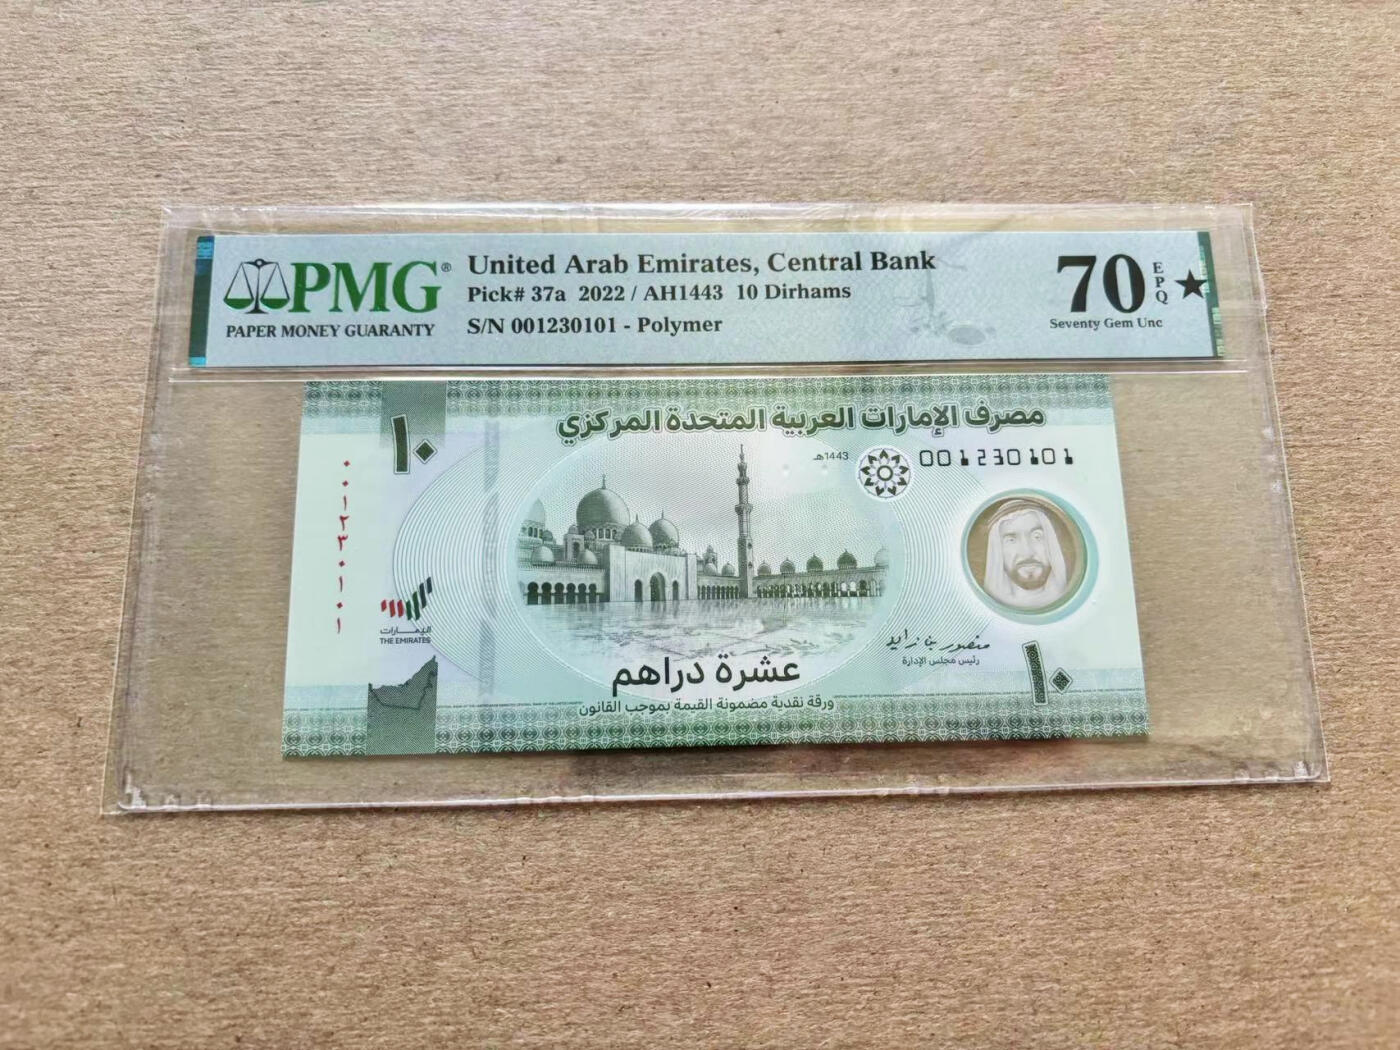 PMG®
PAPER MONEY GUARANTY
United Arab Emirates, Central Bank
Pick# 37a 2022 / AH1443 10 Dirhams
S/N 001230101 - Polymer
70 EPQ ★
Seventy Gem Unc
١٠
مصرف الإمارات العربية المتحدة المركزي
1443هـ
001230101
٠٠١٢٣٠١٠١
الإمارات
THE EMIRATES
منصور بن زايد
رئيس مجلس الإدارة
١٠
عشرة دراهم
ورقة نقدية مضمونة القيمة بموجب القانون